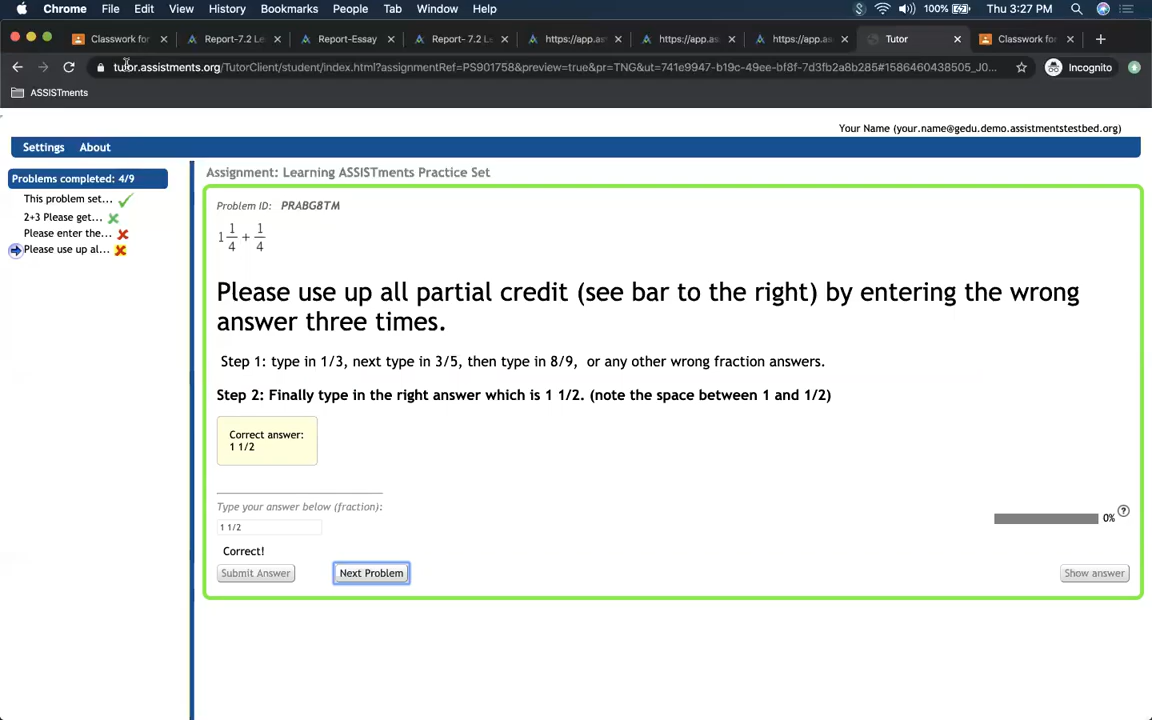 Chrome File Edit View History Bookmarks People Tab Window Help 100% Thu 3:27 PM
Classwork for Report-7.2 Le Report-Essay Report- 7.2 Le https://app.as https://app.as https://app.as Tutor Classwork for
tutor.assistments.org/TutorClient/student/index.html?assignmentRef=PS901758&preview=true&pr=TNG&ut=741e9947-b19c-49ee-bf8f-7d3fb2a8b285#1586460438505_J0... Incognito
ASSISTments
Your Name (your.name@gedu.demo.assistmentstestbed.org)
Settings About
Problems completed: 4/9
This problem set...
2+3 Please get...
Please enter the...
Please use up al...
Assignment: Learning ASSISTments Practice Set
Problem ID: PRABG8TM
1 1/4 + 1/4
Please use up all partial credit (see bar to the right) by entering the wrong
answer three times.
Step 1: type in 1/3, next type in 3/5, then type in 8/9, or any other wrong fraction answers.
Step 2: Finally type in the right answer which is 1 1/2. (note the space between 1 and 1/2)
Correct answer:
1 1/2
Type your answer below (fraction):
1 1/2
0% ?
Correct!
Submit Answer Next Problem Show answer